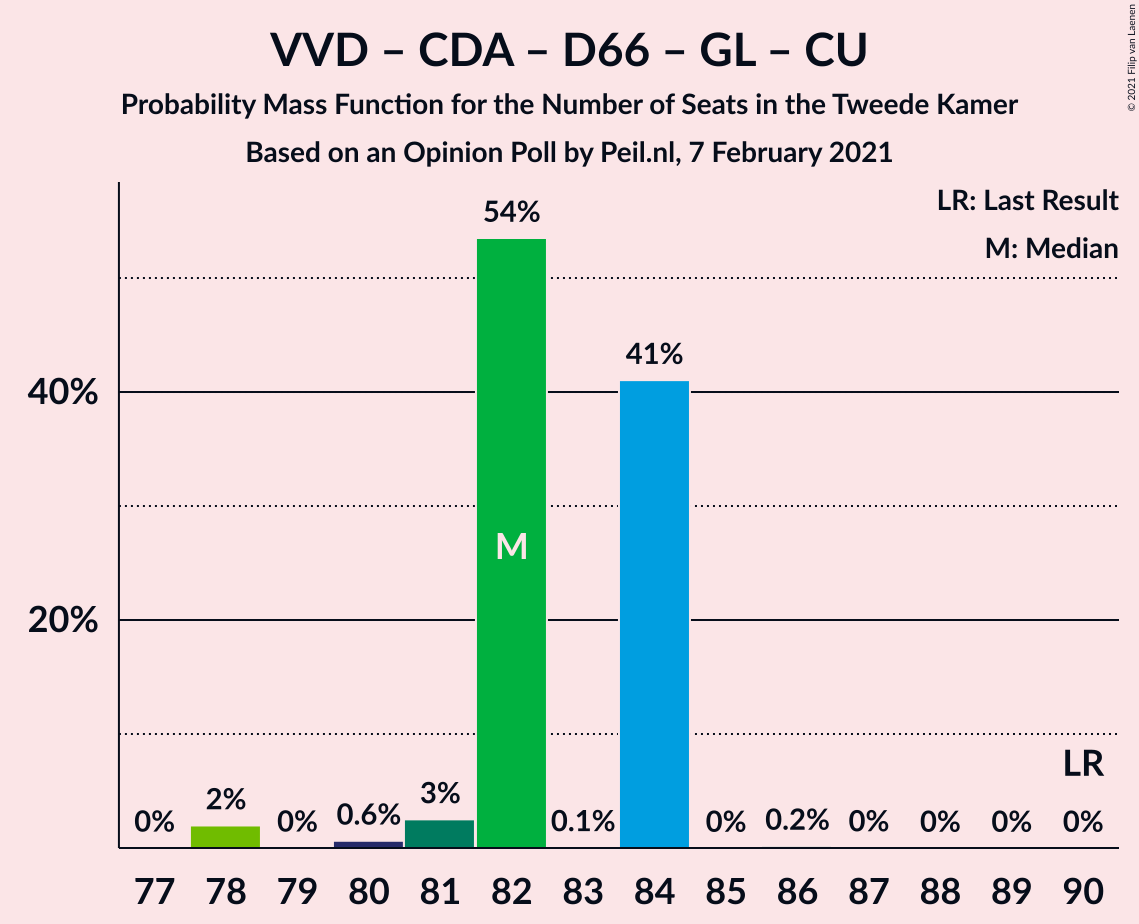 VVD – CDA – D66 – GL – CU
Probability Mass Function for the Number of Seats in the Tweede Kamer
Based on an Opinion Poll by Peil.nl, 7 February 2021
© 2021 Filip van Laenen
LR: Last Result
M: Median
54%
41%
40%
M
20%
LR
0%
2%
0%
0.6%
3%
0.1%
0%
0.2%
0%
0%
0%
0%
77 78 79 80 81 82 83 84 85 86 87 88 89 90